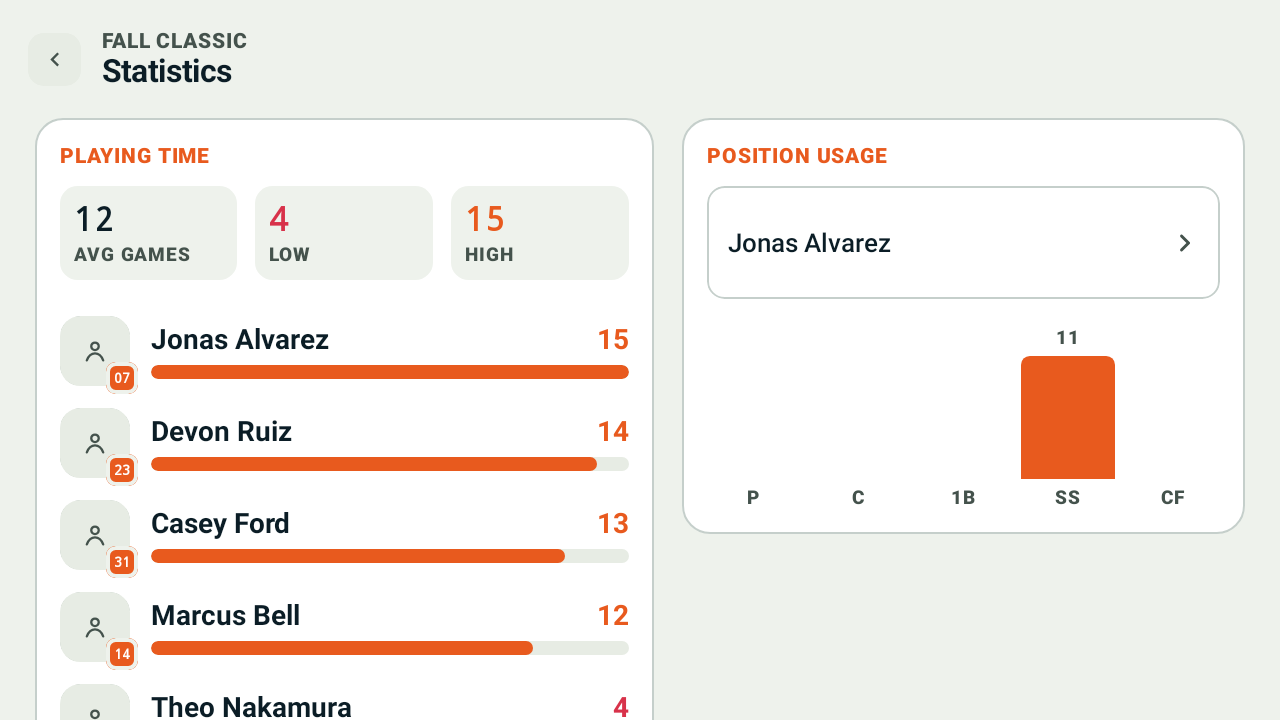 FALL CLASSIC
Statistics
PLAYING TIME
12
AVG GAMES
4
LOW
15
HIGH
Jonas Alvarez 15
07
Devon Ruiz 14
23
Casey Ford 13
31
Marcus Bell 12
14
Theo Nakamura 4
POSITION USAGE
Jonas Alvarez
11
P C 1B SS CF